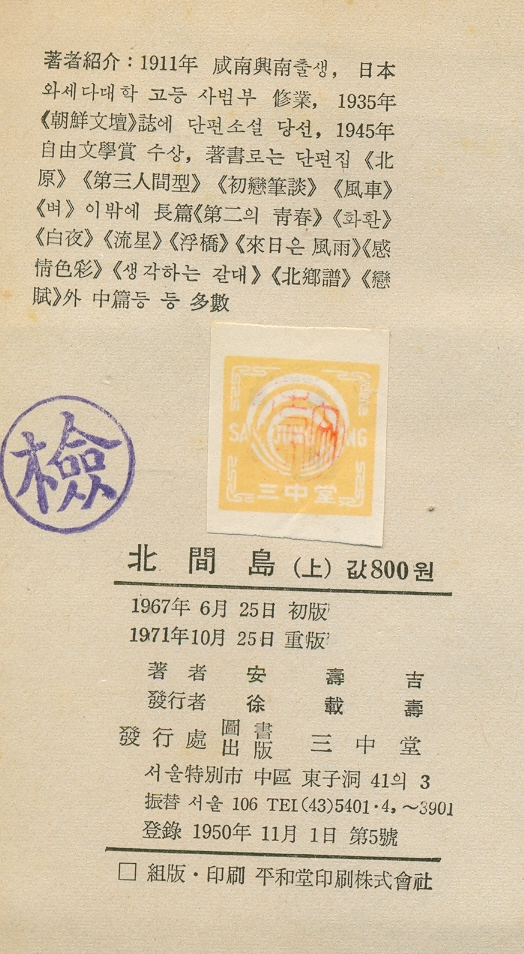 著者紹介：1911年 咸南興南출생, 日本
와세다대학 고등 사범부 修業, 1935年
《朝鮮文壇》誌에 단편소설 당선, 1945年
自由文學賞 수상, 著書로는 단편집 《北
原》《第三人間型》《初戀筆談》《風車》
《벼》이밖에 長篇《第二의 靑春》《화환》
《白夜》《流星》《浮橋》《來日은 風雨》《感
情色彩》《생각하는 갈대》《北鄕譜》《戀
賦》外 中篇등 등 多數
三中堂
檢
北間島 (上) 값800원
1967年 6月 25日 初版
1971年10月 25日 重版
著者 安壽吉
發行者 徐載壽
發行處 圖書出版 三中堂
서울特別市 中區 東子洞 41의 3
振替 서울 106 TEl(43)5401·4, ～3901
登錄 1950年 11月 1日 第5號
□ 組版·印刷 平和堂印刷株式會社